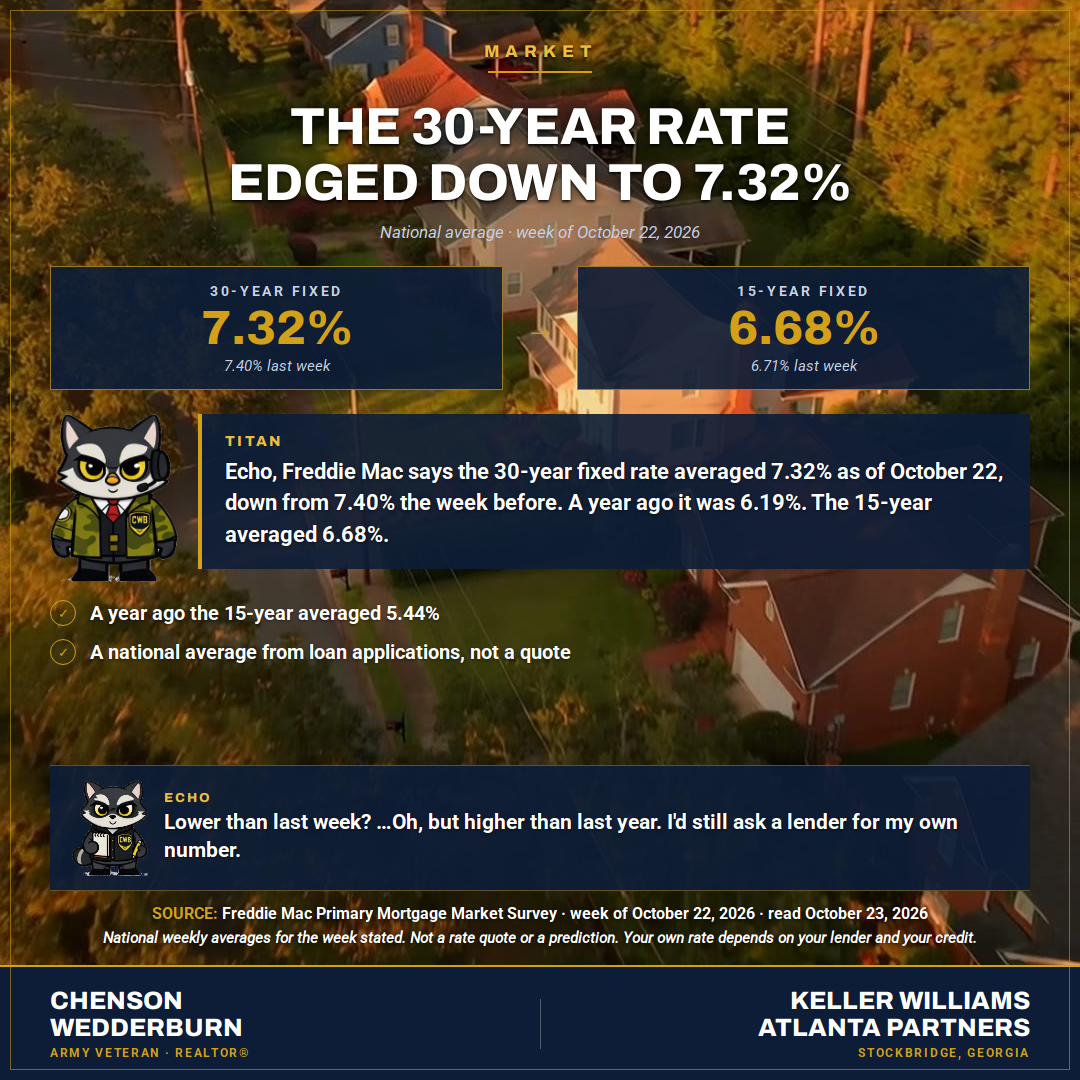 MARKET
THE 30-YEAR RATE
EDGED DOWN TO 7.32%
National average · week of October 22, 2026
30-YEAR FIXED
7.32%
7.40% last week
15-YEAR FIXED
6.68%
6.71% last week
TITAN
Echo, Freddie Mac says the 30-year fixed rate averaged 7.32% as of October 22,
down from 7.40% the week before. A year ago it was 6.19%. The 15-year
averaged 6.68%.
CWB
✓ A year ago the 15-year averaged 5.44%
✓ A national average from loan applications, not a quote
ECHO
Lower than last week? …Oh, but higher than last year. I'd still ask a lender for my own
number.
CWB
SOURCE: Freddie Mac Primary Mortgage Market Survey · week of October 22, 2026 · read October 23, 2026
National weekly averages for the week stated. Not a rate quote or a prediction. Your own rate depends on your lender and your credit.
CHENSON
WEDDERBURN
ARMY VETERAN · REALTOR®
KELLER WILLIAMS
ATLANTA PARTNERS
STOCKBRIDGE, GEORGIA